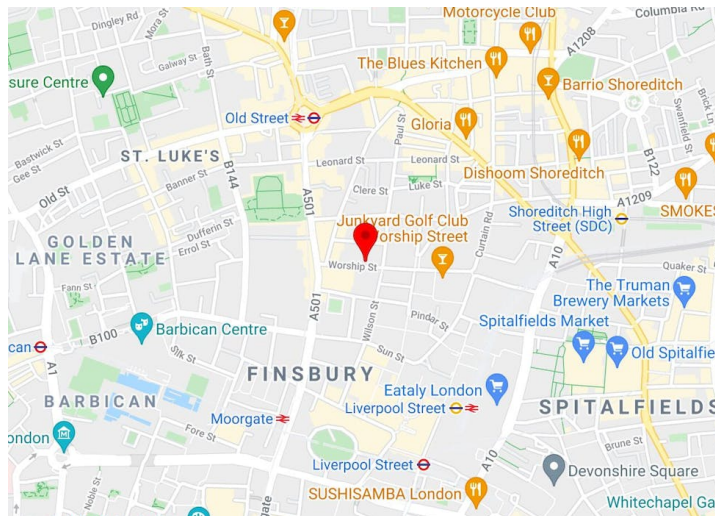 Dingley Rd
Mora St
Motorcycle Club
Columbia Rd
A1208
Galway St
Bath St
The Blues Kitchen
sure Centre
Barrio Shoreditch
Brick Ln
Old Street
Paul St
Gloria
Swanfield St
Bastwick St
Gee St
ST. LUKE'S
Leonard St
Leonard St
B122
Old St
Banner St
B144
Clere St
Luke St
Dishoom Shoreditch
A501
A1209
SMOKES
Junkyard Golf Club
Worship Street
Curtain Rd
Shoreditch High
Street (SDC)
Dufferin St
Errol St
GOLDEN
LANE ESTATE
A10
Worship St
Quaker St
Fann St
The Truman
Brewery Markets
A501
Wilson St
Pindar St
Spitalfields Market
B100
Barbican Centre
can
Silk St
Sun St
Old Spitalfie
A1
FINSBURY
Eataly London
BARBICAN
Moorgate
Liverpool Street
SPITALFIELDS
Fore St
ondon
Brune St
Liverpool Street
A10
Devonshire Square
Noble St
Moorgate
SUSHISAMBA London
Whitechapel Ga